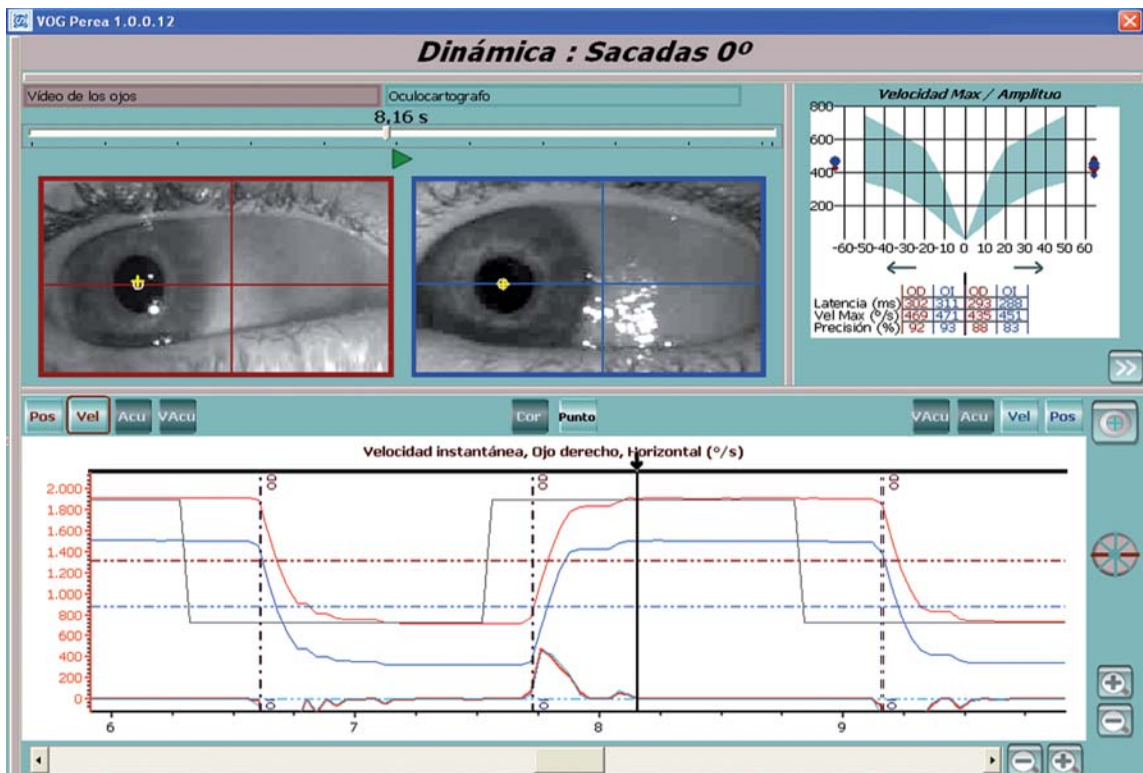 VOG Perea 1.0.0.12
Dinámica : Sacadas 0º
Vídeo de los ojos
Oculocartografo
8,16 s
Velocidad Max / Amplituo
800
600
400
200
-60 -50 -40 -30 -20 -10 0 10 20 30 40 50 60
OD OI OD OI
Latencia (ms) 302 311 293 288
Vel Max (º/s) 469 471 435 451
Precisión (%) 92 93 88 83
Pos Vel Acu VAcu Cor Punto VAcu Acu Vel Pos
Velocidad instantánea, Ojo derecho, Horizontal (º/s)
2.000
1.800
1.600
1.400
1.200
1.000
800
600
400
200
0
OD OD OD
6 7 8 9